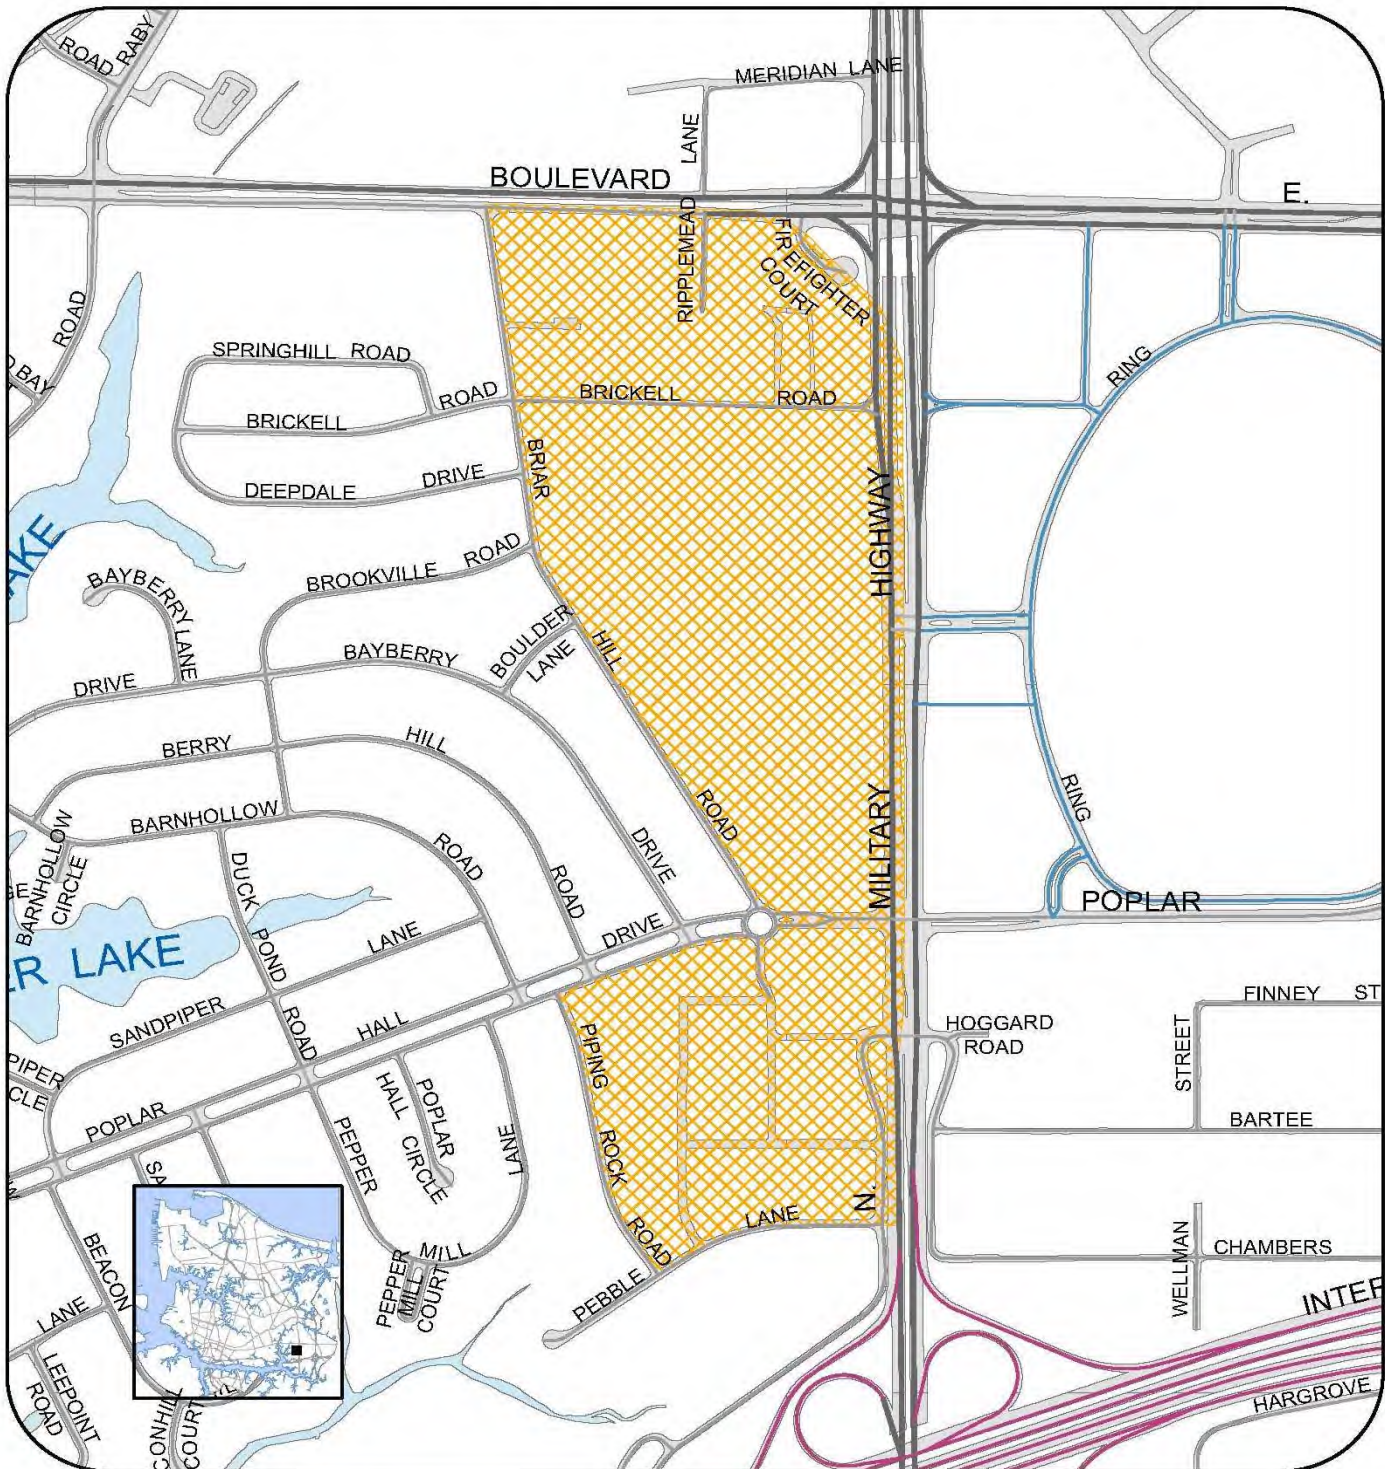 ROAD
RABY
MERIDIAN LANE
LANE
BOULEVARD
E.
RIPPLEMEAD
FIREFIGHTER
COURT
ROAD
BAY
SPRINGHILL ROAD
RING
ROAD
BRICKELL
ROAD
BRICKELL
BRIAR
DEEPDALE
DRIVE
HIGHWAY
BROOKVILLE
ROAD
BAYBERRY
LANE
BOULDER
LANE
HILL
BAYBERRY
DRIVE
BERRY
HILL
RING
ROAD
MILITARY
BARNHOLLOW
ROAD
DRIVE
BARNHOLLOW
CIRCLE
DUCK
POND
ROAD
ROAD
POPLAR
DRIVE
LANE
LAKE
SANDPIPER
HALL
FINNEY
HOGGARD
ROAD
STREET
PIPING
ROCK
ROAD
PIPER
POPLAR
POPLAR
HALL CIRCLE
BARTEE
PEPPER
LANE
MILL
N.
LANE
BEACON
PEPPER
MILL
COURT
PEBBLE
WELLMAN
CHAMBERS
LANE
LEEPOINT
ROAD
COURT
HARGROVE